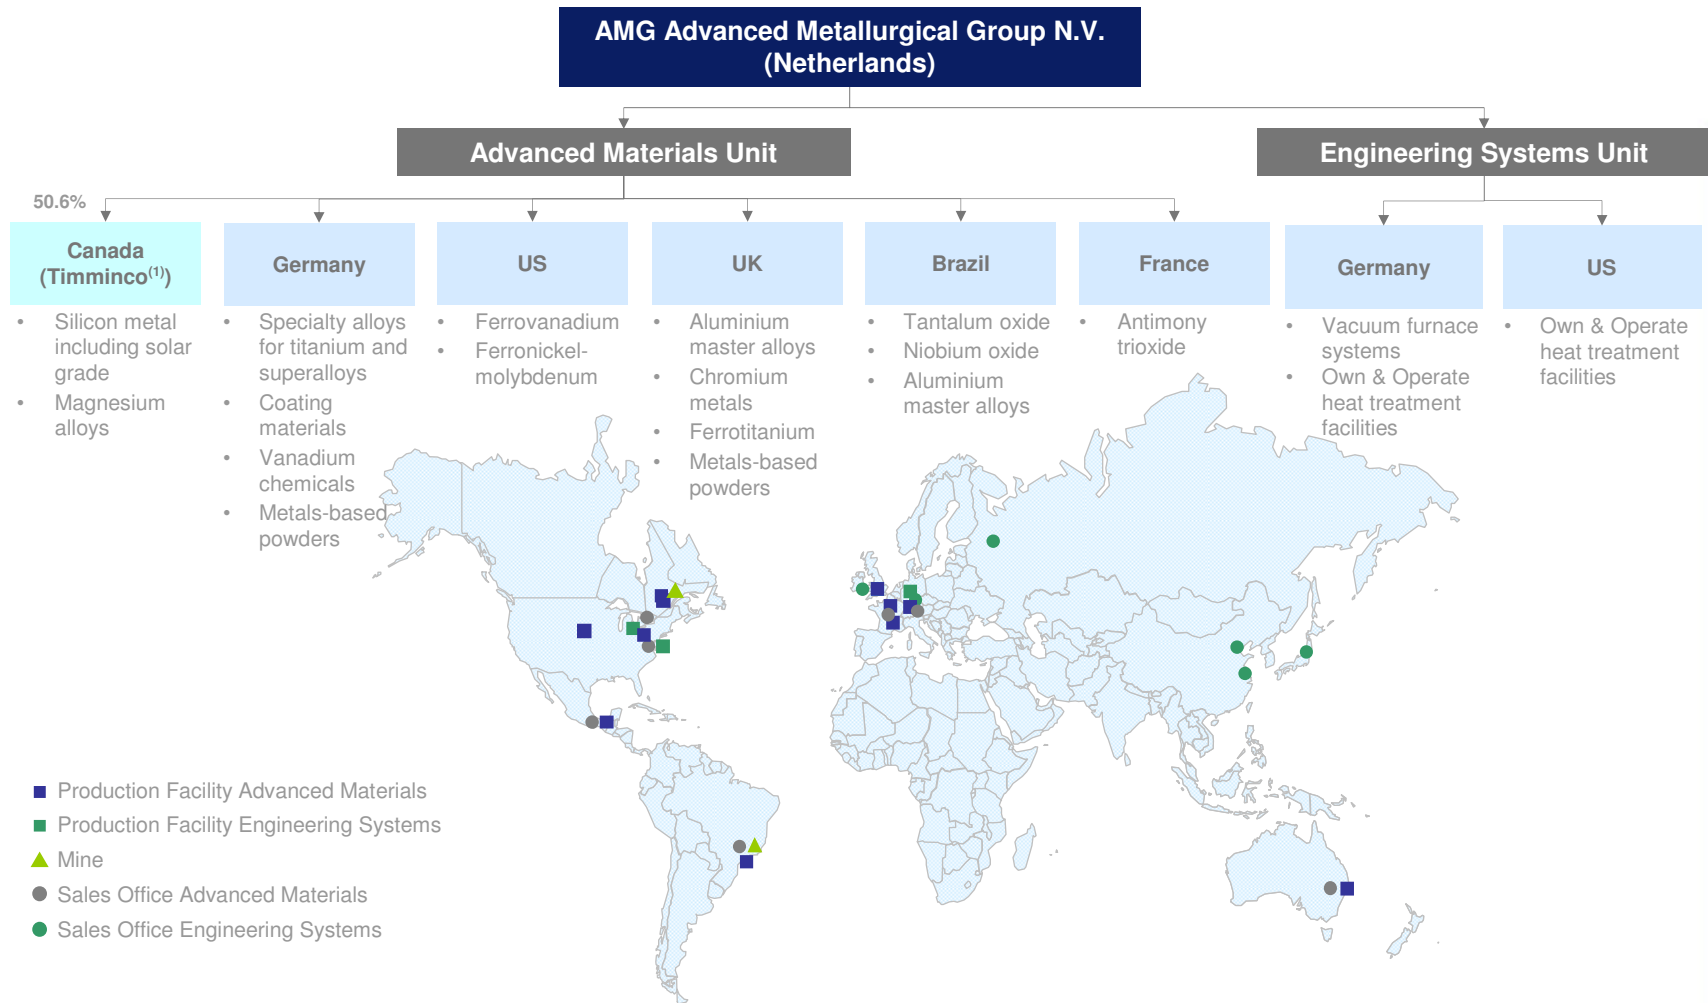 AMG Advanced Metallurgical Group N.V.
(Netherlands)
Advanced Materials Unit
Engineering Systems Unit
50.6%
Canada
(Timminco(1))
Germany
US
UK
Brazil
France
Germany
US
• Silicon metal
including solar
grade
• Magnesium
alloys
• Specialty alloys
for titanium and
superalloys
• Coating
materials
• Vanadium
chemicals
• Metals-based
powders
• Ferrovanadium
• Ferronickel-
molybdenum
• Aluminium
master alloys
• Chromium
metals
• Ferrotitanium
• Metals-based
powders
• Tantalum oxide
• Niobium oxide
• Aluminium
master alloys
• Antimony
trioxide
• Vacuum furnace
systems
• Own & Operate
heat treatment
facilities
• Own & Operate
heat treatment
facilities
Production Facility Advanced Materials
Production Facility Engineering Systems
Mine
Sales Office Advanced Materials
Sales Office Engineering Systems